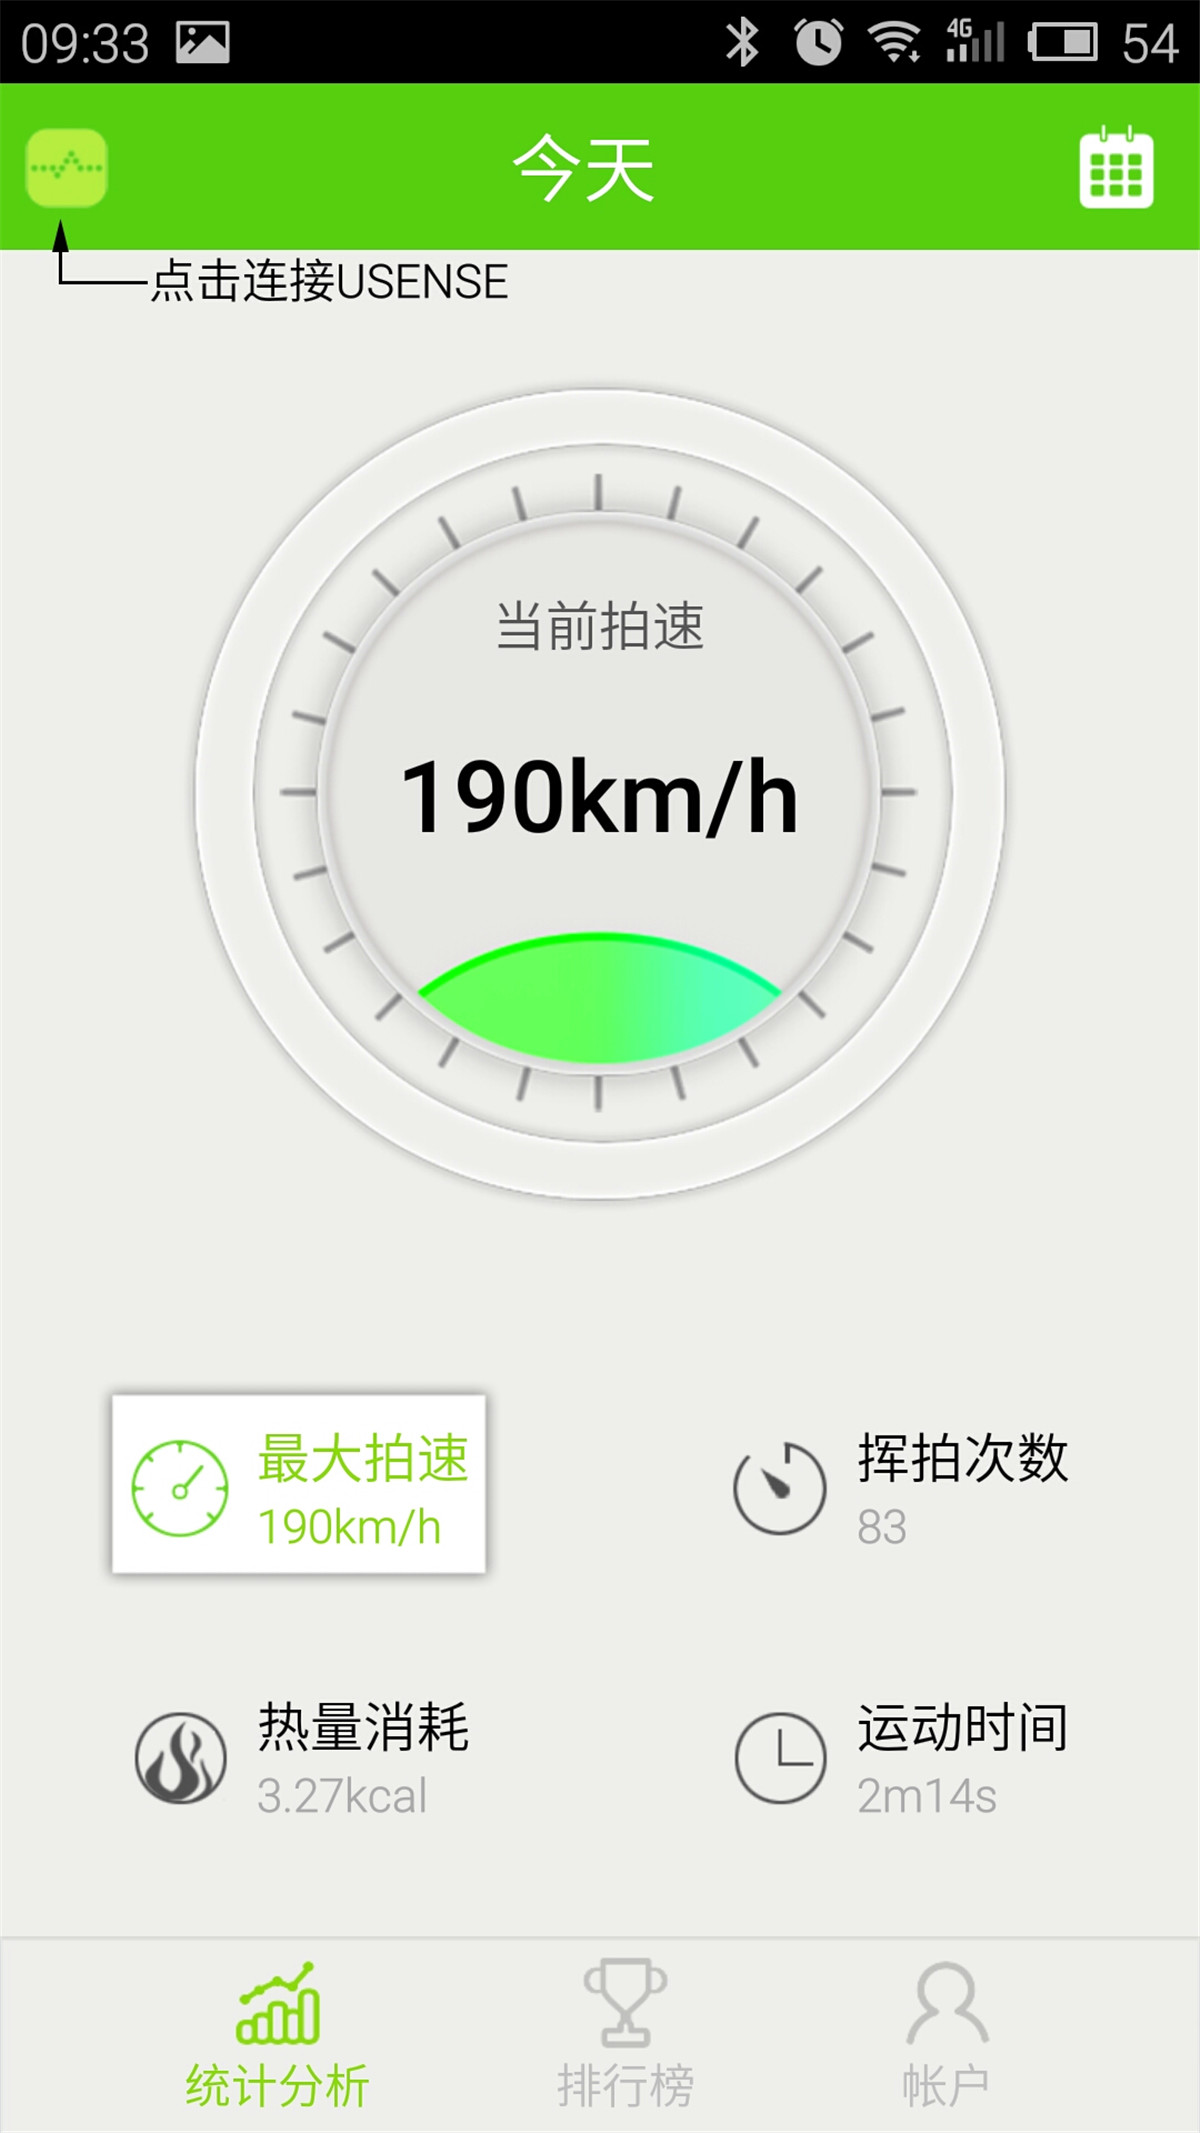 09:33
4G
54
今天
点击连接USENSE
当前拍速
190km/h
最大拍速
190km/h
挥拍次数
83
热量消耗
3.27kcal
运动时间
2m14s
统计分析
排行榜
帐户